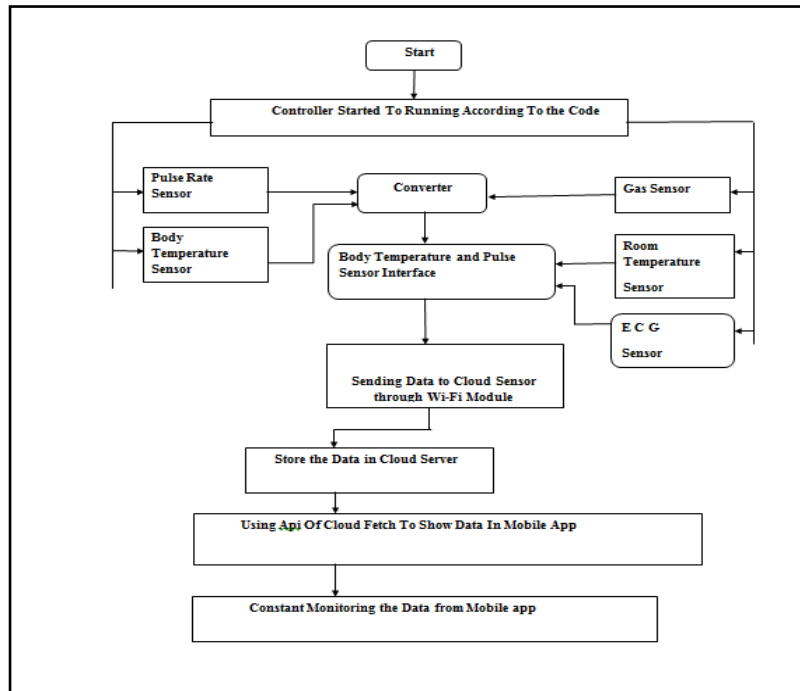 Start
Controller Started To Running According To the Code
Pulse Rate
Sensor
Converter
Gas Sensor
Body
Temperature
Sensor
Body Temperature and Pulse
Sensor Interface
Room
Temperature
Sensor
E C G
Sensor
Sending Data to Cloud Sensor
through Wi-Fi Module
Store the Data in Cloud Server
Using Api Of Cloud Fetch To Show Data In Mobile App
Constant Monitoring the Data from Mobile app